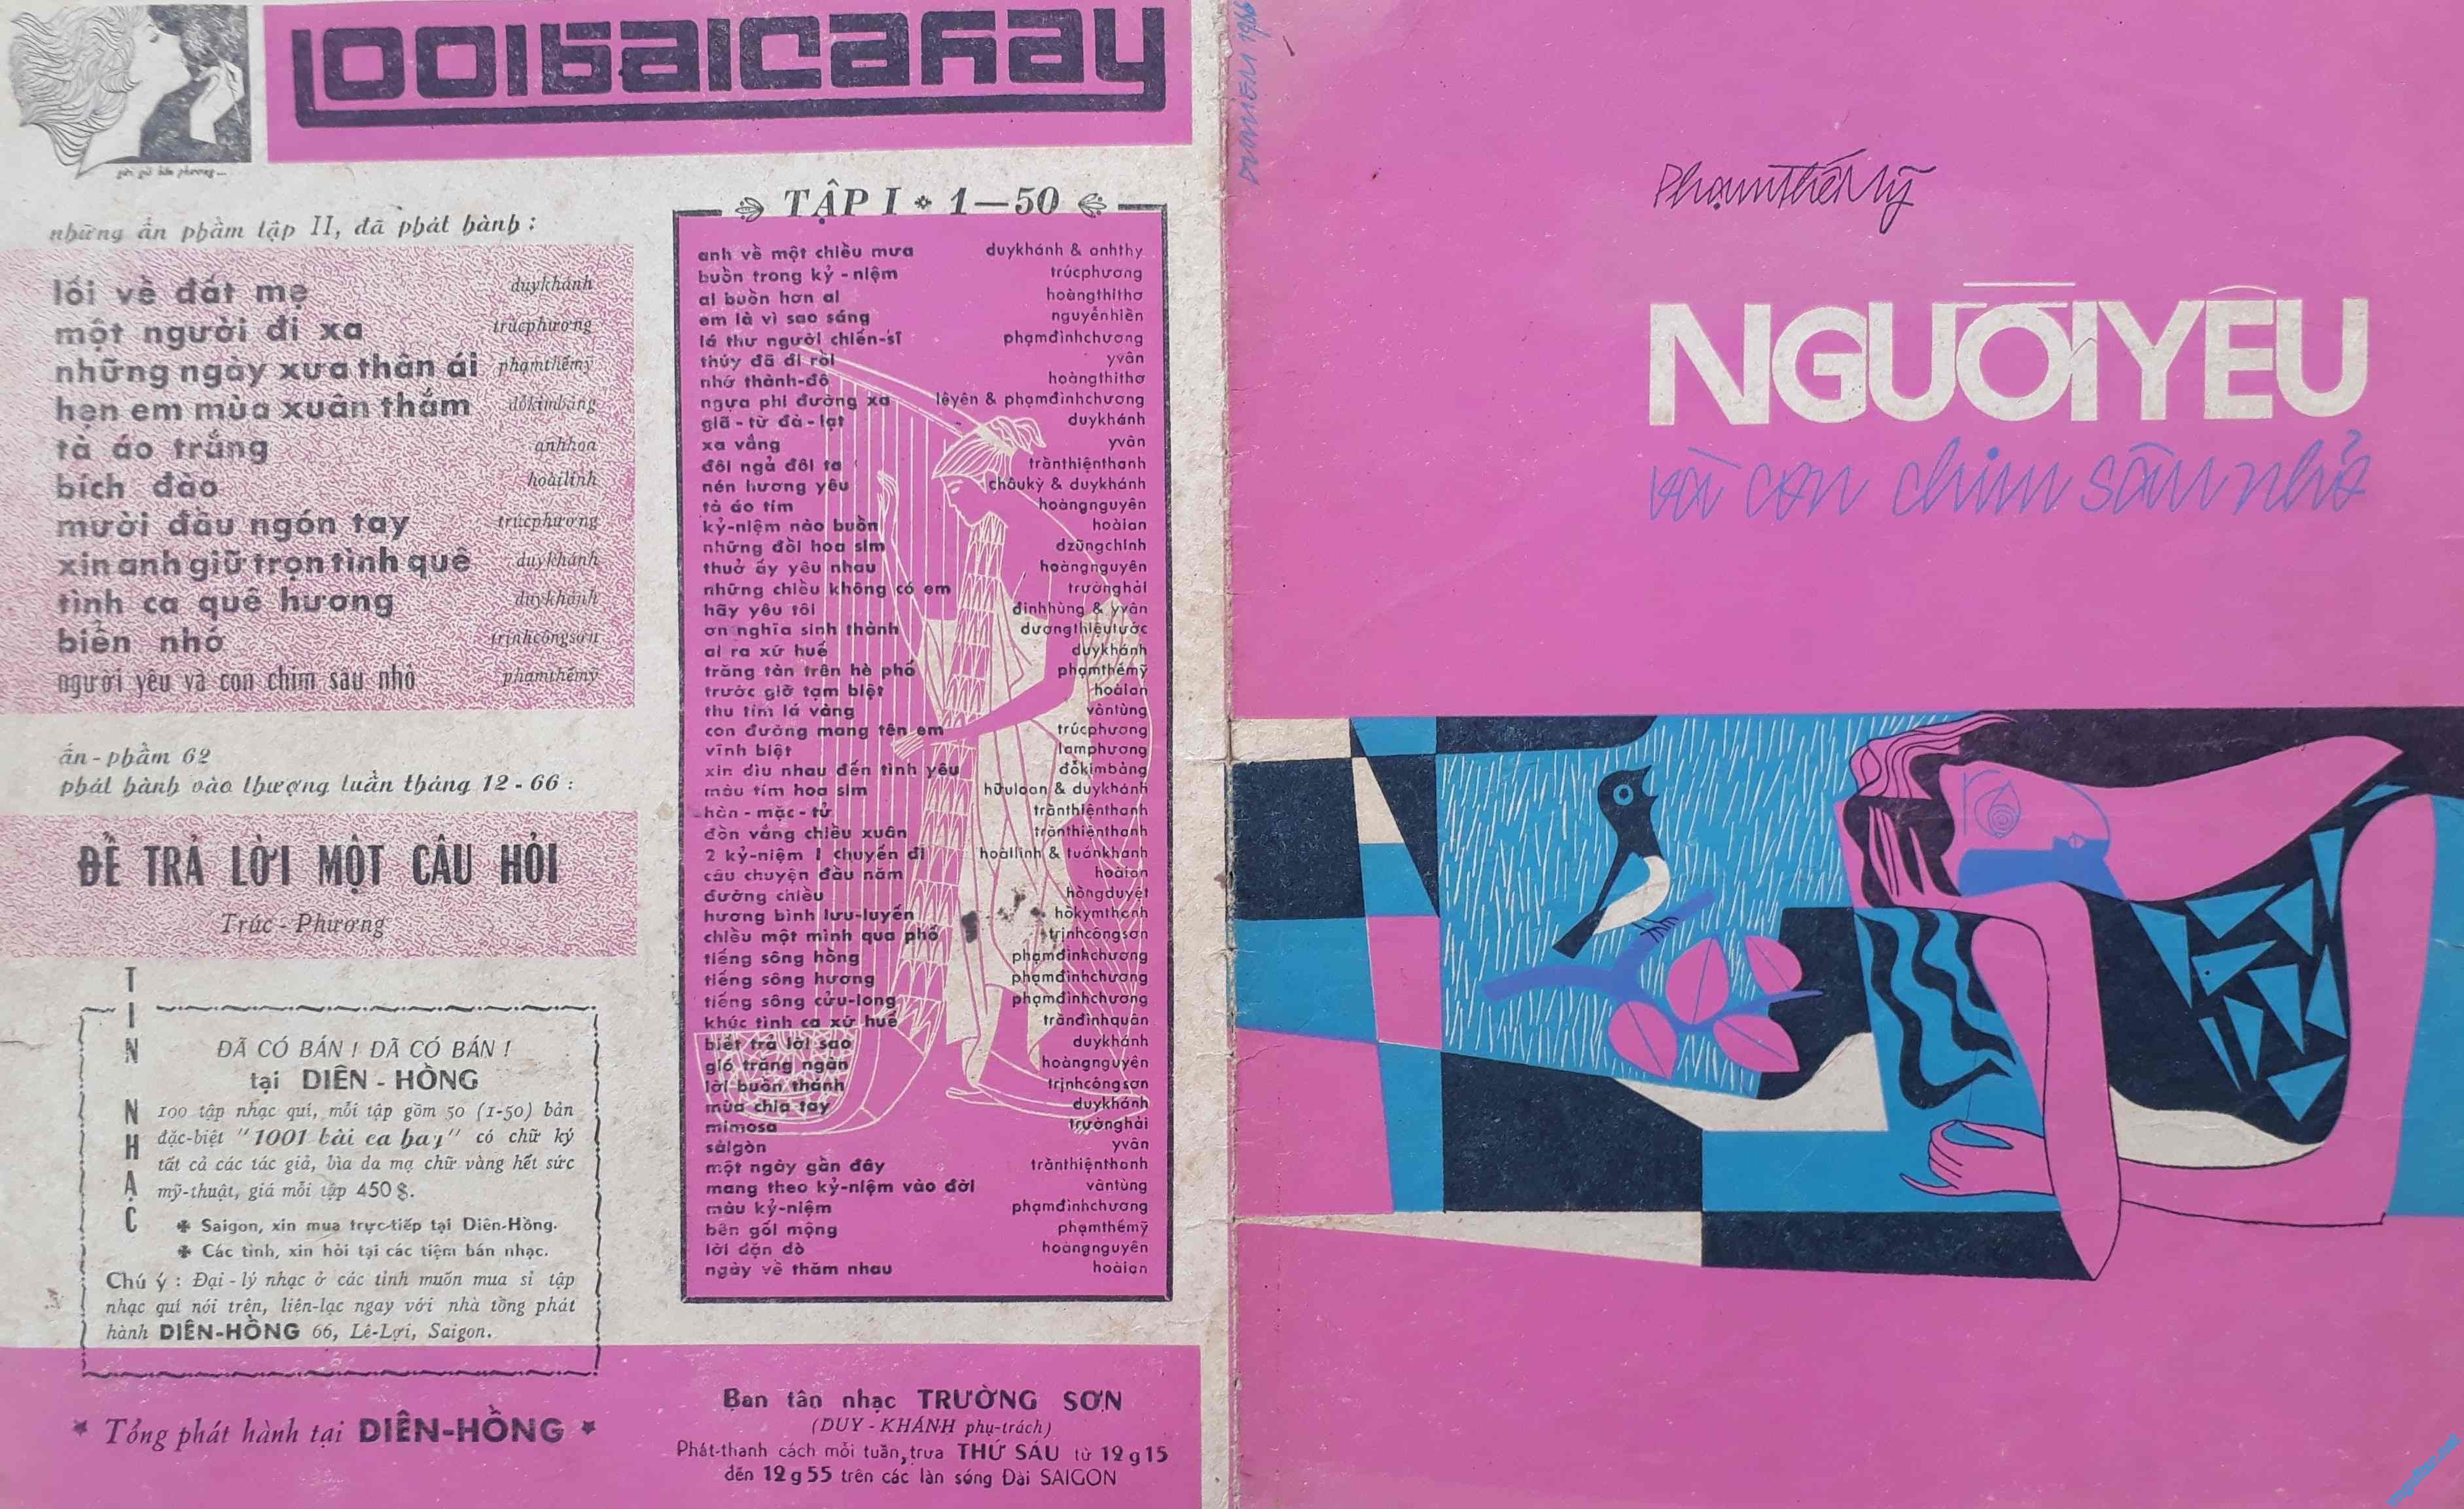 1001 bài ca hay
những ấn phẩm tập II, đã phát hành :
lối về đất mẹ duykhánh
một người đi xa trúcphương
những ngày xưa thân ái phạmthếmỹ
hẹn em mùa xuân thắm đỗkimbảng
tà áo trắng anhhoa
bích đào hoàilinh
mười đầu ngón tay trúcphương
xin anh giữ trọn tình quê duykhánh
tình ca quê hương duykhánh
biển nhớ trịnhcôngsơn
người yêu và con chim sâu nhỏ phạmthếmỹ
ấn-phẩm 62
phát hành vào thượng tuần tháng 12-66 :
ĐỂ TRẢ LỜI MỘT CÂU HỎI
Trúc-Phương
TIN NHẠC
ĐÃ CÓ BÁN ! ĐÃ CÓ BÁN !
tại DIÊN - HỒNG
100 tập nhạc quí, mỗi tập gồm 50 (1-50) bản
đặc-biệt "1001 bài ca hay" có chữ ký
tất cả các tác giả, bìa da mạ chữ vàng hết sức
mỹ-thuật, giá mỗi tập 450$.
Saigon, xin mua trực-tiếp tại Diên-Hồng.
Các tỉnh, xin hỏi tại các tiệm bán nhạc.
Chú ý : Đại-lý nhạc ở các tỉnh muốn mua sỉ tập
nhạc quí nói trên, liên-lạc ngay với nhà tổng phát
hành DIÊN-HỒNG 66, Lê-Lợi, Saigon.
* Tổng phát hành tại DIÊN-HỒNG *
TẬP I * 1—50
anh về một chiều mưa duykhánh & anhthy
buồn trong kỷ-niệm trúcphương
ai buồn hơn ai hoàngthithơ
em là vì sao sáng nguyễnhiền
lá thư người chiến-sĩ phạmđìnhchương
thúy đã đi rồi yvân
nhớ thành-đô hoàngthithơ
ngựa phi đường xa lêyên & phạmđìnhchương
giã-từ đà-lạt duykhánh
xa vắng yvân
đôi ngả đôi ta trầnthiệnthanh
nén hương yêu châukỳ & duykhánh
tà áo tím hoàngnguyên
kỷ-niệm nào buồn hoàian
những đồi hoa sim dzũngchinh
thuở ấy yêu nhau hoàngnguyên
những chiều không có em trườnghải
hãy yêu tôi đinhhùng & yvân
ơn nghĩa sinh thành dươngthiệutước
ai ra xứ huế duykhánh
trăng tàn trên hè phố phạmthếmỹ
trước giờ tạm biệt hoàian
thu tím lá vàng văntùng
con đường mang tên em trúcphương
vĩnh biệt lamphương
xin dìu nhau đến tình yêu đỗkimbảng
màu tím hoa sim hữuloan & duykhánh
hàn-mặc-tử trầnthiệnthanh
đồn vắng chiều xuân trầnthiệnthanh
2 kỷ-niệm 1 chuyến đi hoàilinh & tuấnkhanh
câu chuyện đầu năm hoàian
đường chiều hồngduyệt
hương bình lưu-luyến hồkymthanh
chiều một mình qua phố trịnhcôngsơn
tiếng sông hồng phạmđìnhchương
tiếng sông hương phạmđìnhchương
tiếng sông cửu-long phạmđìnhchương
khúc tình ca xứ huế trầnđìnhquân
biết trả lời sao duykhánh
gió trăng ngàn hoàngnguyên
lời buồn thánh trịnhcôngsơn
mùa chia tay duykhánh
mimosa trườnghải
sàigòn yvân
một ngày gần đây trầnthiệnthanh
mang theo kỷ-niệm vào đời văntùng
màu kỷ-niệm phạmđìnhchương
bên gối mộng phạmthếmỹ
lời dặn dò hoàngnguyên
ngày về thăm nhau hoàian
Ban tân nhạc TRƯỜNG SƠN
(DUY-KHÁNH phụ-trách)
Phát-thanh cách mỗi tuần, trưa THỨ SÁU từ 12g15
đến 12g55 trên các làn sóng Đài SAIGON
DUYLIÊM 1966
PhạmThếMỹ
NGƯỜI YÊU
và con chim sâu nhỏ